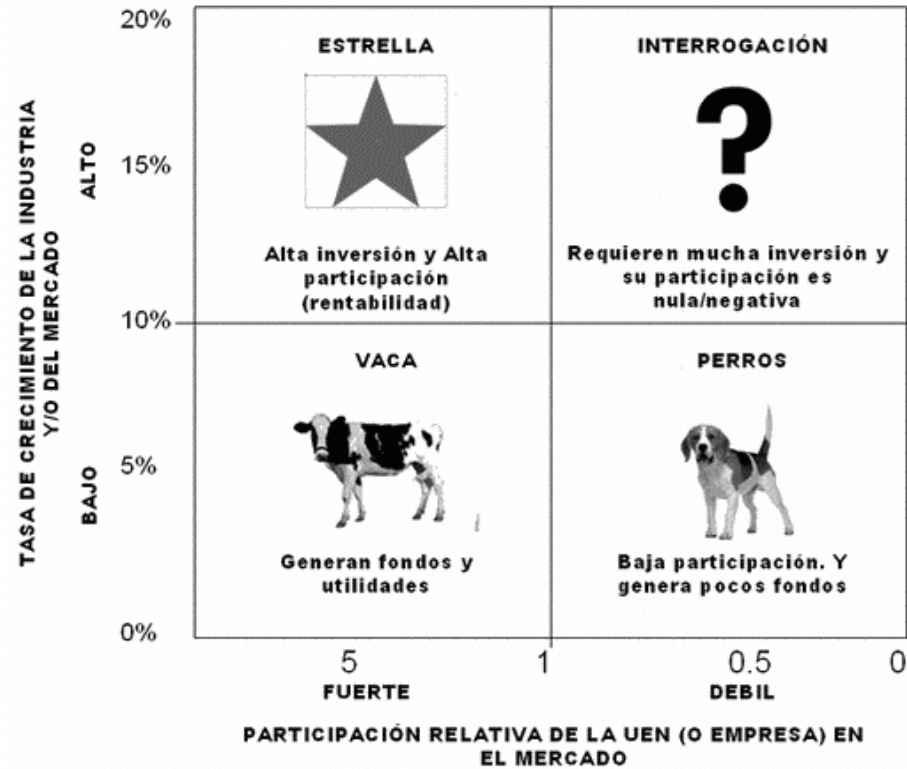 20%
ESTRELLA
INTERROGACIÓN
?
15%
ALTO
TASA DE CRECIMIENTO DE LA INDUSTRIA
Y/O DEL MERCADO
Alta inversión y Alta
participación
(rentabilidad)
Requieren mucha inversión y
su participación es
nula/negativa
10%
VACA
PERROS
5%
BAJO
Generan fondos y
utilidades
Baja participación. Y
genera pocos fondos
0%
5
1
0.5
0
FUERTE
DEBIL
PARTICIPACIÓN RELATIVA DE LA UEN (O EMPRESA) EN
EL MERCADO